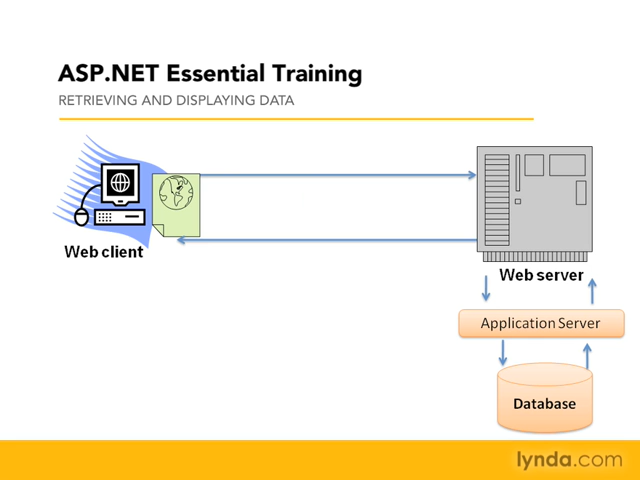 ASP.NET Essential Training
RETRIEVING AND DISPLAYING DATA
Web client
Web server
Application Server
Database
lynda.com